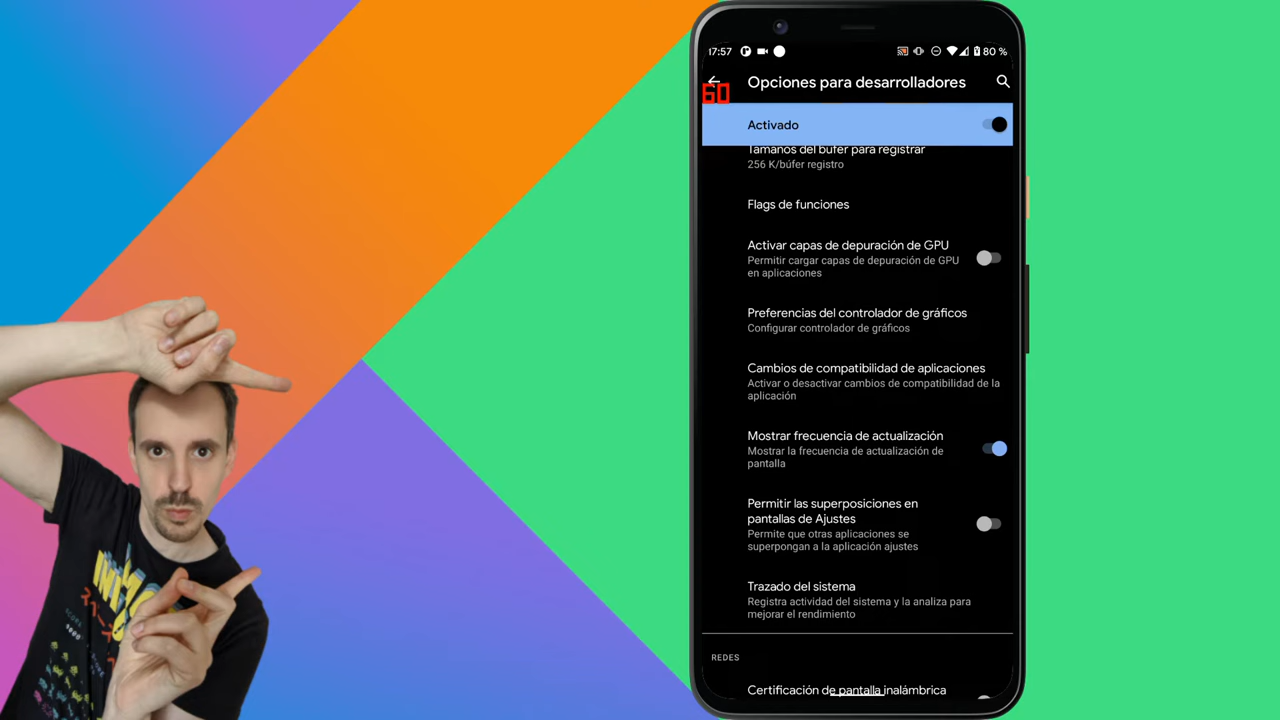 17:57
80 %
Opciones para desarrolladores
60
Activado
Tamaños del búfer para registrar
256 K/búfer registro
Flags de funciones
Activar capas de depuración de GPU
Permitir cargar capas de depuración de GPU
en aplicaciones
Preferencias del controlador de gráficos
Configurar controlador de gráficos
Cambios de compatibilidad de aplicaciones
Activar o desactivar cambios de compatibilidad de la
aplicación
Mostrar frecuencia de actualización
Mostrar la frecuencia de actualización de
pantalla
Permitir las superposiciones en
pantallas de Ajustes
Permite que otras aplicaciones se
superpongan a la aplicación ajustes
Trazado del sistema
Registra actividad del sistema y la analiza para
mejorar el rendimiento
REDES
Certificación de pantalla inalámbrica